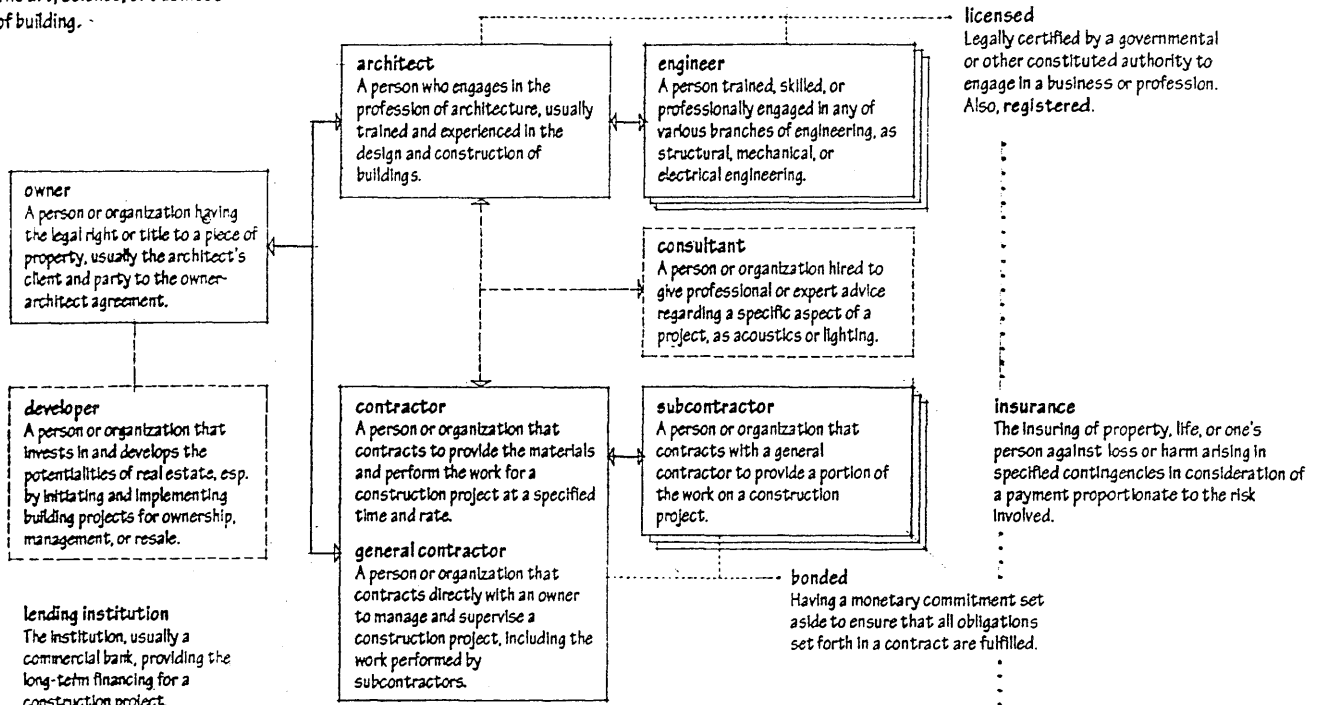 of building.
licensed
Legally certified by a governmental
or other constituted authority to
engage in a business or profession.
Also, registered.
architect
A person who engages in the
profession of architecture, usually
trained and experienced in the
design and construction of
buildings.
engineer
A person trained, skilled, or
professionally engaged in any of
various branches of engineering, as
structural, mechanical, or
electrical engineering.
owner
A person or organization having
the legal right or title to a piece of
property, usually the architect's
client and party to the owner-
architect agreement.
consultant
A person or organization hired to
give professional or expert advice
regarding a specific aspect of a
project, as acoustics or lighting.
developer
A person or organization that
invests in and develops the
potentialities of real estate, esp.
by initiating and implementing
building projects for ownership,
management, or resale.
contractor
A person or organization that
contracts to provide the materials
and perform the work for a
construction project at a specified
time and rate.
general contractor
A person or organization that
contracts directly with an owner
to manage and supervise a
construction project, including the
work performed by
subcontractors.
subcontractor
A person or organization that
contracts with a general
contractor to provide a portion of
the work on a construction
project.
insurance
The insuring of property, life, or one's
person against loss or harm arising in
specified contingencies in consideration of
a payment proportionate to the risk
involved.
bonded
Having a monetary commitment set
aside to ensure that all obligations
set forth in a contract are fulfilled.
lending institution
The institution, usually a
commercial bank, providing the
long-term financing for a
construction project